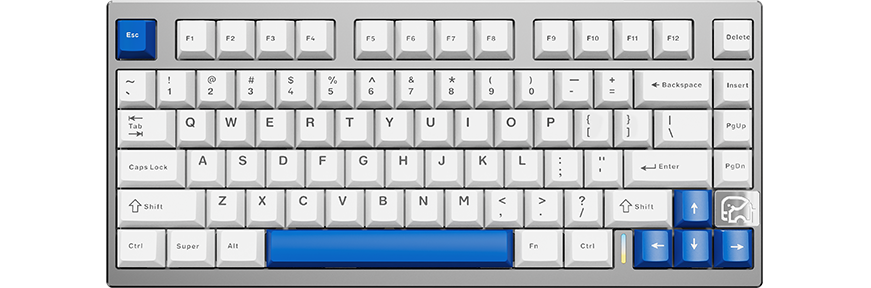 Esc F1 F2 F3 F4 F5 F6 F7 F8 F9 F10 F11 F12 Delete
~ ! @ # $ % ^ & * ( ) — + ← Backspace Insert
` 1 2 3 4 5 6 7 8 9 0 - =
Tab Q W E R T Y U I O P { } | PgUp
[ ] \
Caps Lock A S D F G H J K L : " Enter PgDn
; '
Shift Z X C V B N M < > ? Shift ↑
, . /
Ctrl Super Alt Fn Ctrl ← ↓ →